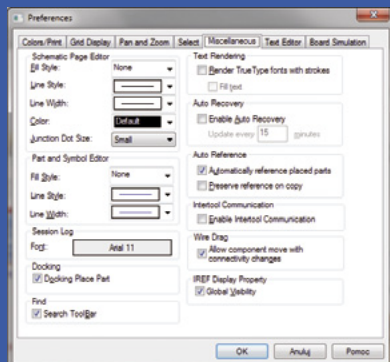 Preferences
Colors/Print
Grid Display
Pan and Zoom
Select
Miscellaneous
Text Editor
Board Simulation
Schematic Page Editor
Fill Style:
None
Line Style:
Line Width:
Color:
Default
Junction Dot Size:
Small
Part and Symbol Editor
Fill Style:
None
Line Style:
Line Width:
Session Log
Font:
Arial 11
Docking
Docking Place Part
Find
Search ToolBar
Text Rendering
Render TrueType fonts with strokes
Fill text
Auto Recovery
Enable Auto Recovery
Update every 15 minutes
Auto Reference
Automatically reference placed parts
Preserve reference on copy
Intertool Communication
Enable Intertool Communication
Wire Drag
Allow component move with
connectivity changes
IREF Display Property
Global Visibility
OK
Anuluj
Pomoc